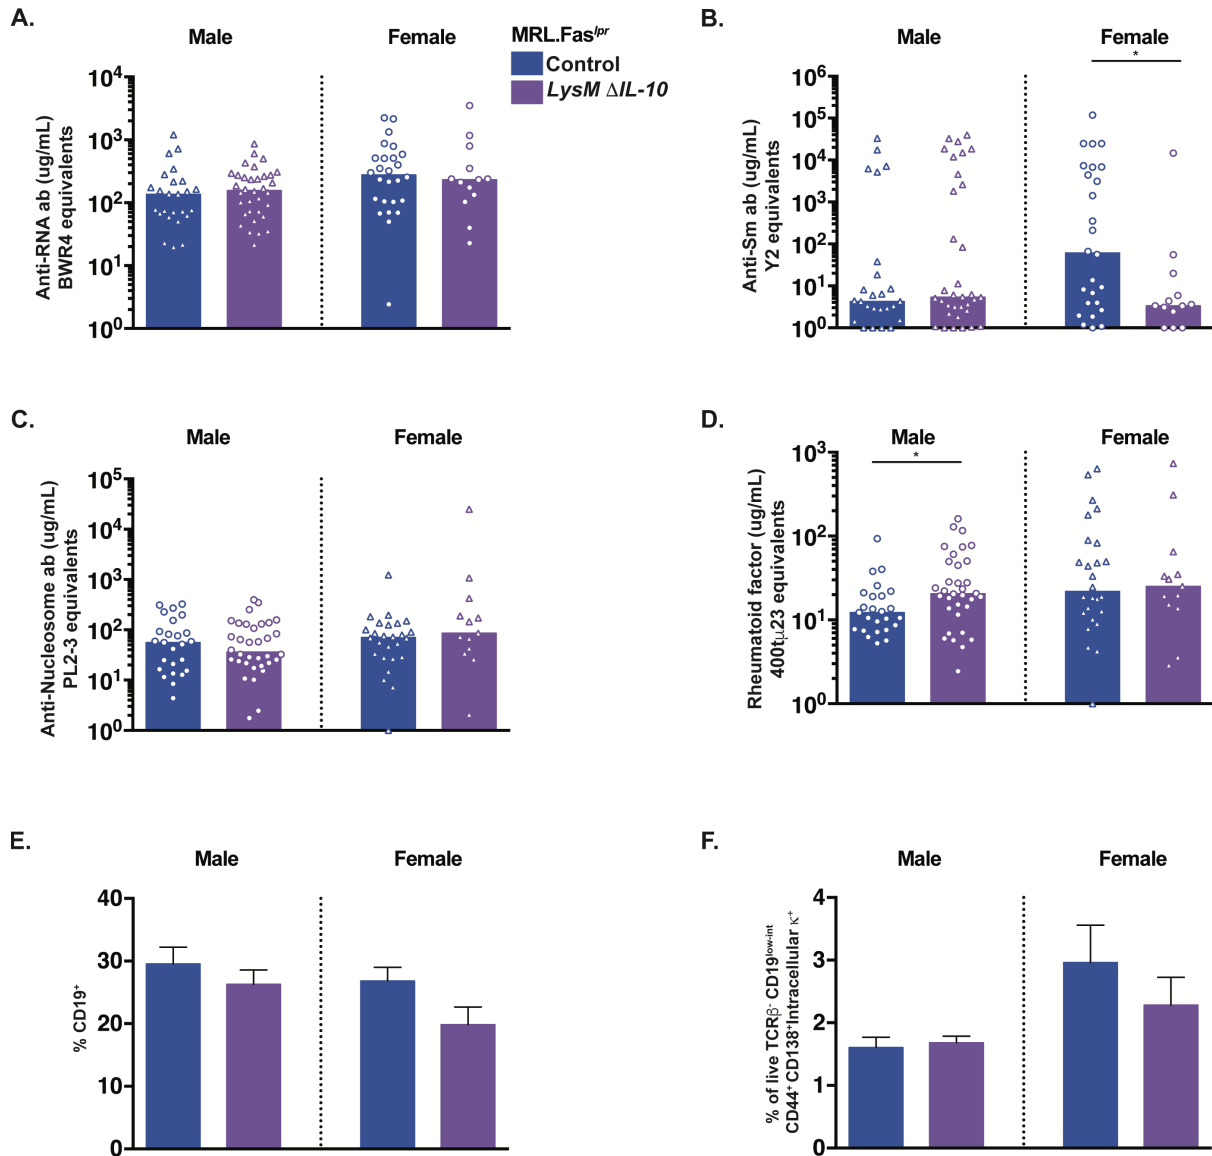 A.
Male
Female
MRL.Fas^lpr
Control
LysM ΔIL-10
Anti-RNA ab (ug/mL)
BWR4 equivalents
10^4
10^3
10^2
10^1
10^0
B.
Male
Female
*
Anti-Sm ab (ug/mL)
Y2 equivalents
10^6
10^5
10^4
10^3
10^2
10^1
10^0
C.
Male
Female
Anti-Nucleosome ab (ug/mL)
PL2-3 equivalents
10^5
10^4
10^3
10^2
10^1
10^0
D.
Male
Female
*
Rheumatoid factor (ug/mL)
400tμ23 equivalents
10^3
10^2
10^1
10^0
E.
Male
Female
% CD19⁺
40
30
20
10
0
F.
Male
Female
% of live TCRβ⁻ CD19^low-int
CD44⁺ CD138⁺Intracellular κ⁺
4
3
2
1
0